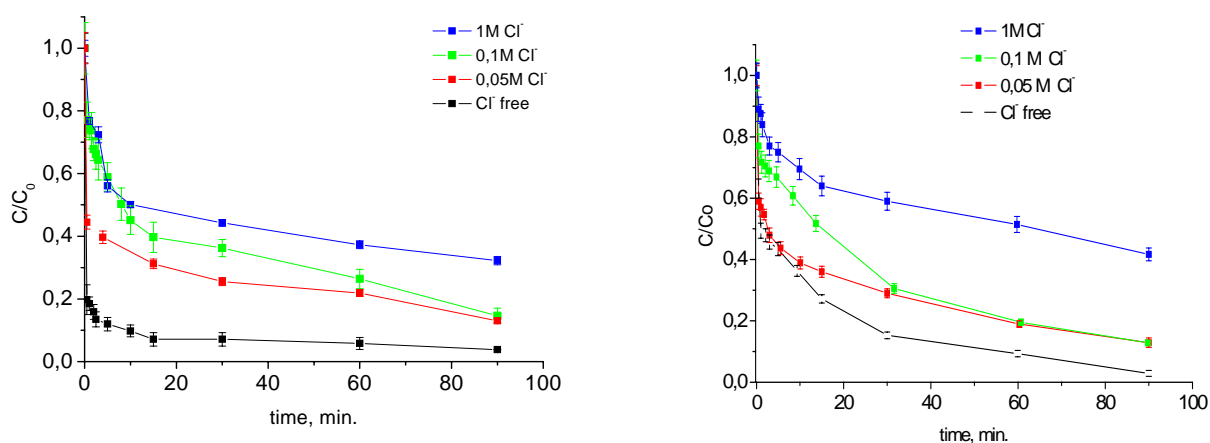 1M Cl⁻
0,1M Cl⁻
0,05M Cl⁻
Cl⁻ free
C/C₀
1,0
0,8
0,6
0,4
0,2
0,0
0
20
40
60
80
100
time, min.
1M Cl⁻
0,1 M Cl⁻
0,05 M Cl⁻
Cl⁻ free
C/Co
1,0
0,8
0,6
0,4
0,2
0,0
0
20
40
60
80
100
time, min.